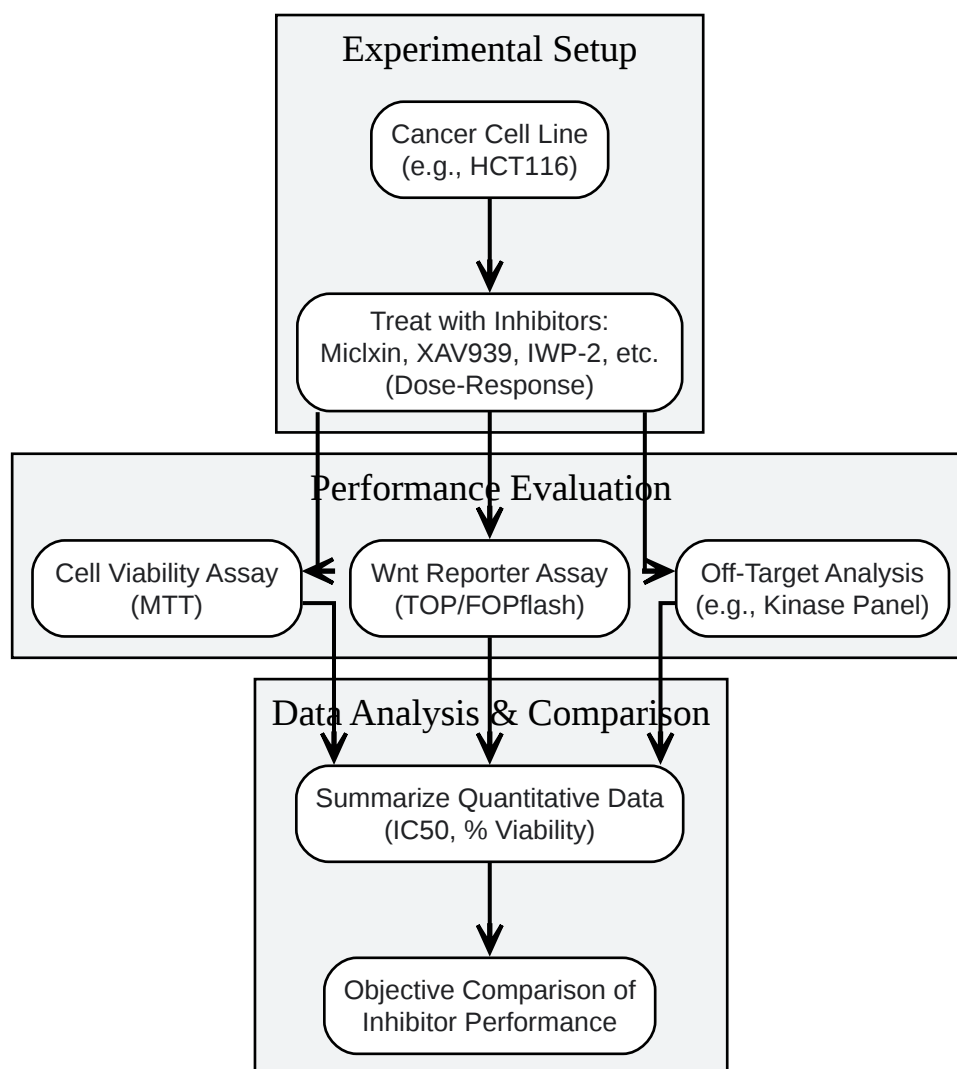 Experimental Setup
Cancer Cell Line
(e.g., HCT116)
Treat with Inhibitors:
Miclxin, XAV939, IWP-2, etc.
(Dose-Response)
Performance Evaluation
Cell Viability Assay
(MTT)
Wnt Reporter Assay
(TOP/FOPflash)
Off-Target Analysis
(e.g., Kinase Panel)
Data Analysis & Comparison
Summarize Quantitative Data
(IC50, % Viability)
Objective Comparison of
Inhibitor Performance